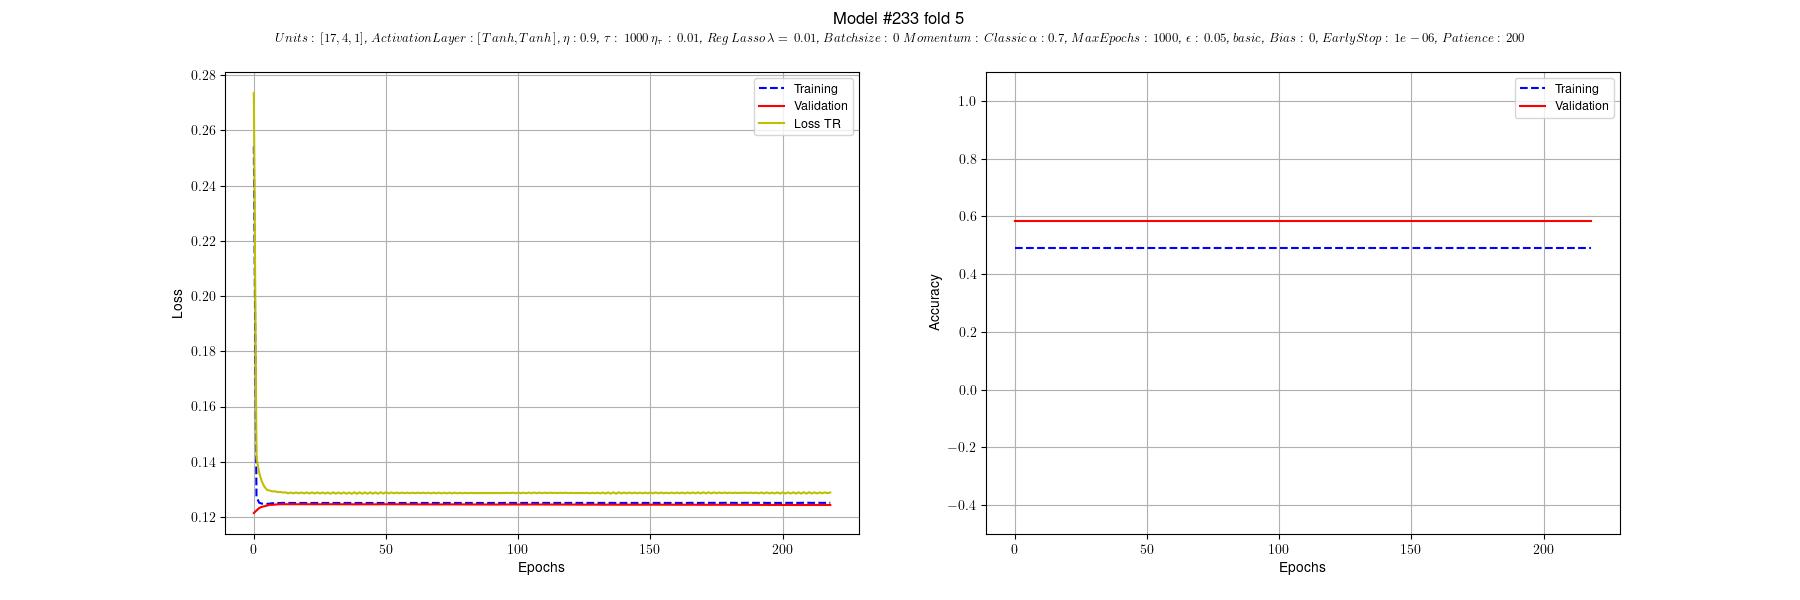 Model #233 fold 5
Units : [17, 4, 1], ActivationLayer : [Tanh, Tanh], η : 0.9, τ : 1000 η_τ : 0.01, Reg Lasso λ = 0.01, Batchsize : 0 Momentum : Classic α : 0.7, MaxEpochs : 1000, ϵ : 0.05, basic, Bias : 0, EarlyStop : 1e − 06, Patience : 200
0.28
0.26
0.24
0.22
0.20
0.18
0.16
0.14
0.12
Loss
0 50 100 150 200
Epochs
Training
Validation
Loss TR
1.0
0.8
0.6
0.4
0.2
0.0
−0.2
−0.4
Accuracy
0 50 100 150 200
Epochs
Training
Validation